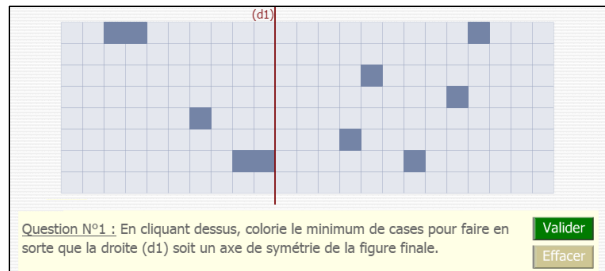 (d1)
Question N°1 : En cliquant dessus, colorie le minimum de cases pour faire en
sorte que la droite (d1) soit un axe de symétrie de la figure finale.
Valider
Effacer